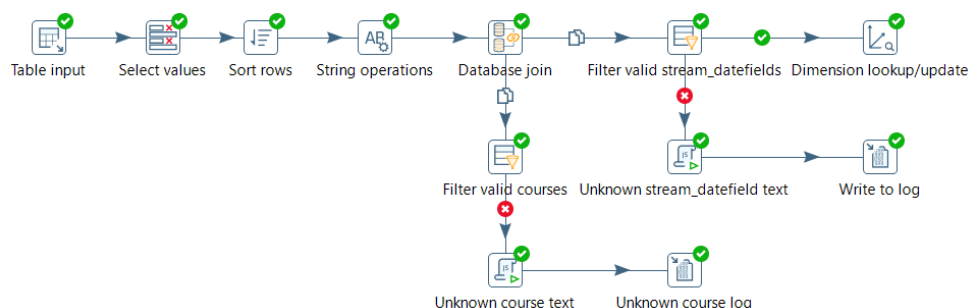 Table input
Select values
Sort rows
String operations
Database join
Filter valid stream_datefields
Dimension lookup/update
Filter valid courses
Unknown stream_datefield text
Write to log
Unknown course text
Unknown course log